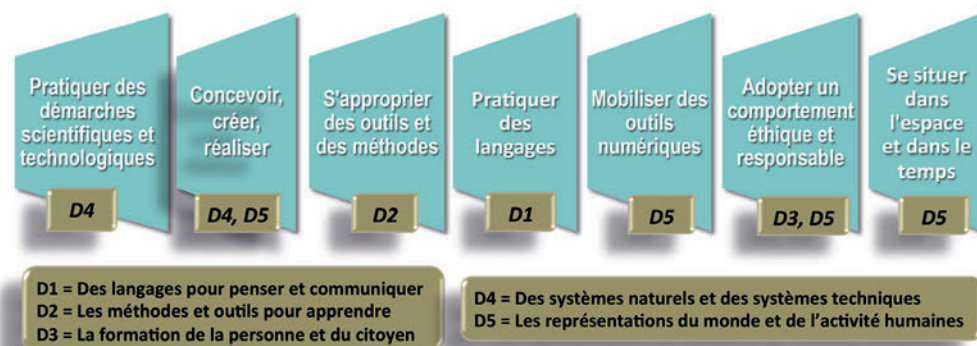 Pratiquer des
démarches
scientifiques et
technologiques
D4
Concevoir,
créer,
réaliser
D4, D5
S'approprier
des outils et
des méthodes
D2
Pratiquer
des
langages
D1
Mobiliser des
outils
numériques
D5
Adopter un
comportement
éthique et
responsable
D3, D5
Se situer
dans
l'espace
et dans le
temps
D5
D1 = Des langages pour penser et communiquer
D2 = Les méthodes et outils pour apprendre
D3 = La formation de la personne et du citoyen
D4 = Des systèmes naturels et des systèmes techniques
D5 = Les représentations du monde et de l'activité humaines